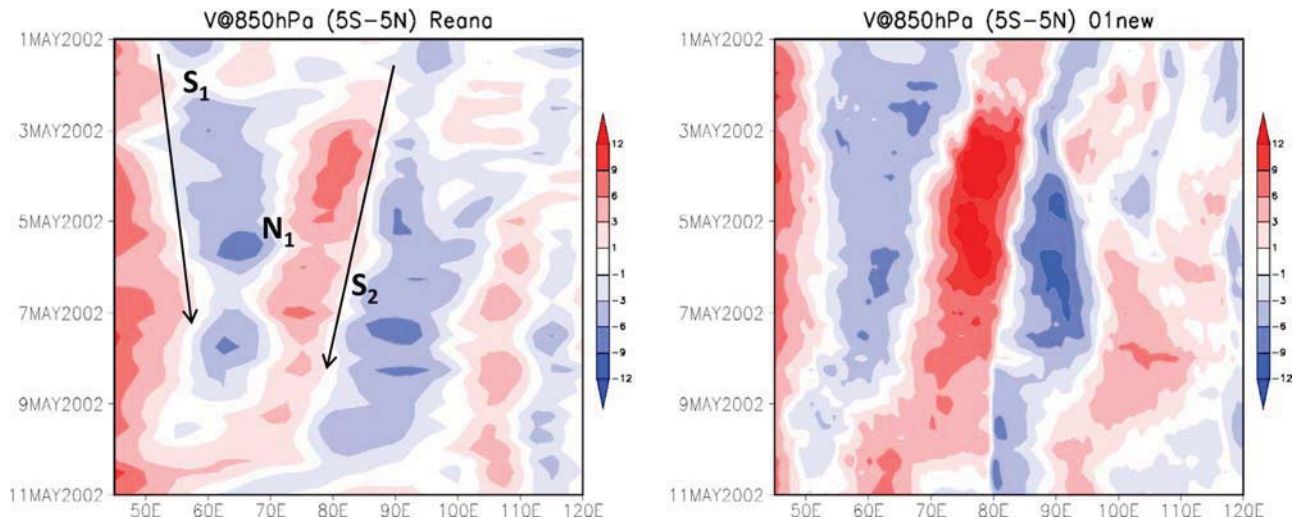 V@850hPa (5S-5N) Reana
1MAY2002
3MAY2002
5MAY2002
7MAY2002
9MAY2002
11MAY2002
50E 60E 70E 80E 90E 100E 110E 120E
S₁
N₁
S₂
12
9
6
3
1
-1
-3
-6
-9
-12
V@850hPa (5S-5N) 01new
1MAY2002
3MAY2002
5MAY2002
7MAY2002
9MAY2002
11MAY2002
50E 60E 70E 80E 90E 100E 110E 120E
12
9
6
3
1
-1
-3
-6
-9
-12